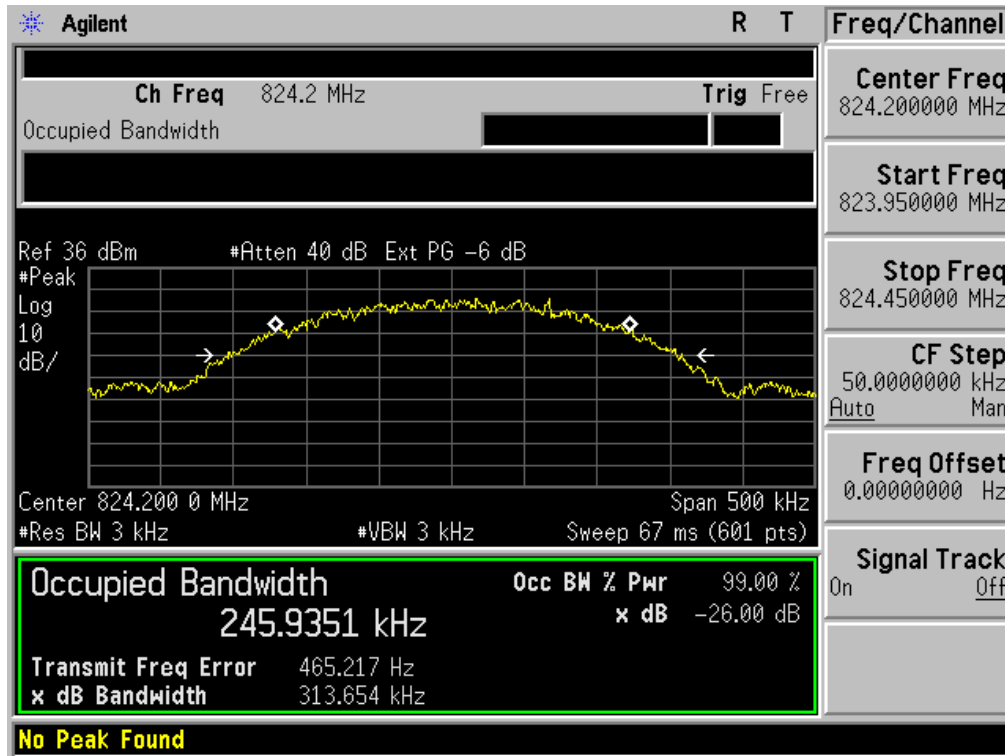 Agilent R T Freq/Channel
Ch Freq 824.2 MHz Trig Free
Occupied Bandwidth
Center Freq
824.200000 MHz
Start Freq
823.950000 MHz
Stop Freq
824.450000 MHz
CF Step
50.0000000 kHz
Auto Man
Freq Offset
0.00000000 Hz
Signal Track
On Off
Ref 36 dBm #Atten 40 dB Ext PG -6 dB
#Peak
Log
10
dB/
Center 824.200 0 MHz Span 500 kHz
#Res BW 3 kHz #VBW 3 kHz Sweep 67 ms (601 pts)
Occupied Bandwidth Occ BW % Pwr 99.00 %
245.9351 kHz x dB -26.00 dB
Transmit Freq Error 465.217 Hz
x dB Bandwidth 313.654 kHz
No Peak Found